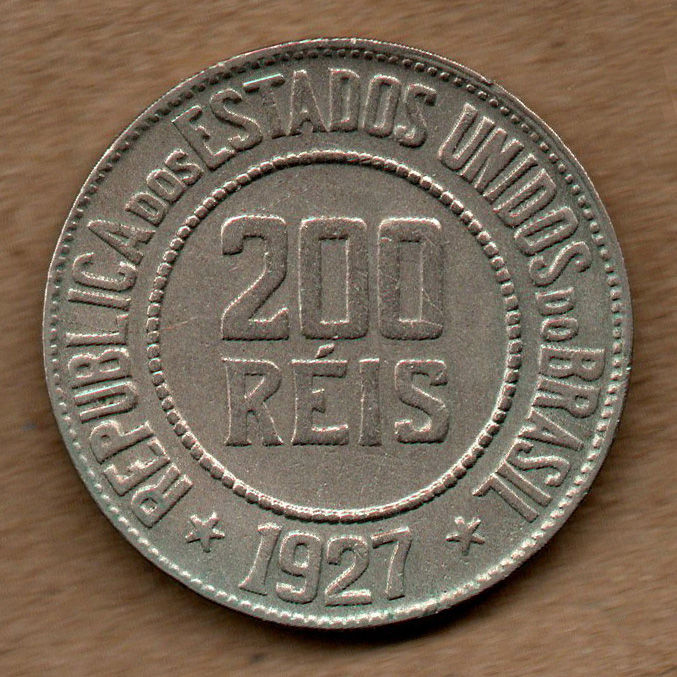 REPUBLICA DOS ESTADOS UNIDOS DO BRASIL
200
RÉIS
1927